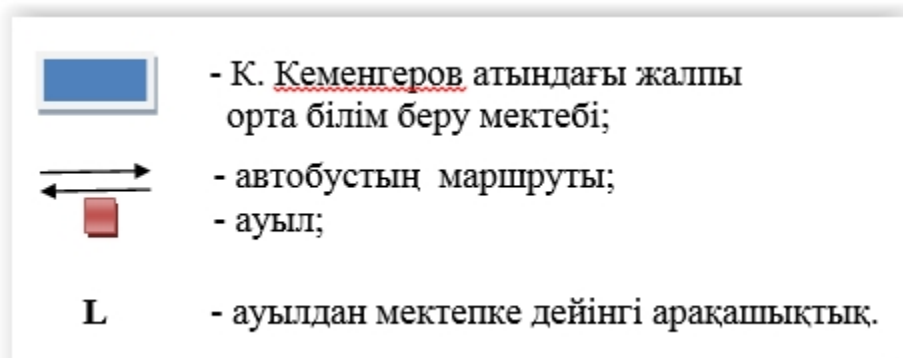 - К. Кеменгеров атындағы жалпы
орта білім беру мектебі;
- автобустың маршруты;
- ауыл;
L - ауылдан мектепке дейінгі арақашықтық.